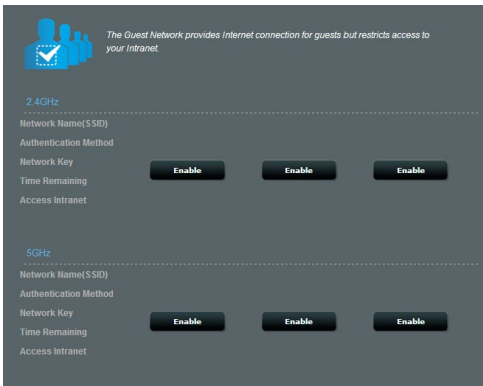 The Guest Network provides Internet connection for guests but restricts access to
your Intranet.
2.4GHz
Network Name(SSID)
Authentication Method
Network Key
Enable Enable Enable
Time Remaining
Access Intranet
5GHz
Network Name(SSID)
Authentication Method
Network Key
Enable Enable Enable
Time Remaining
Access Intranet